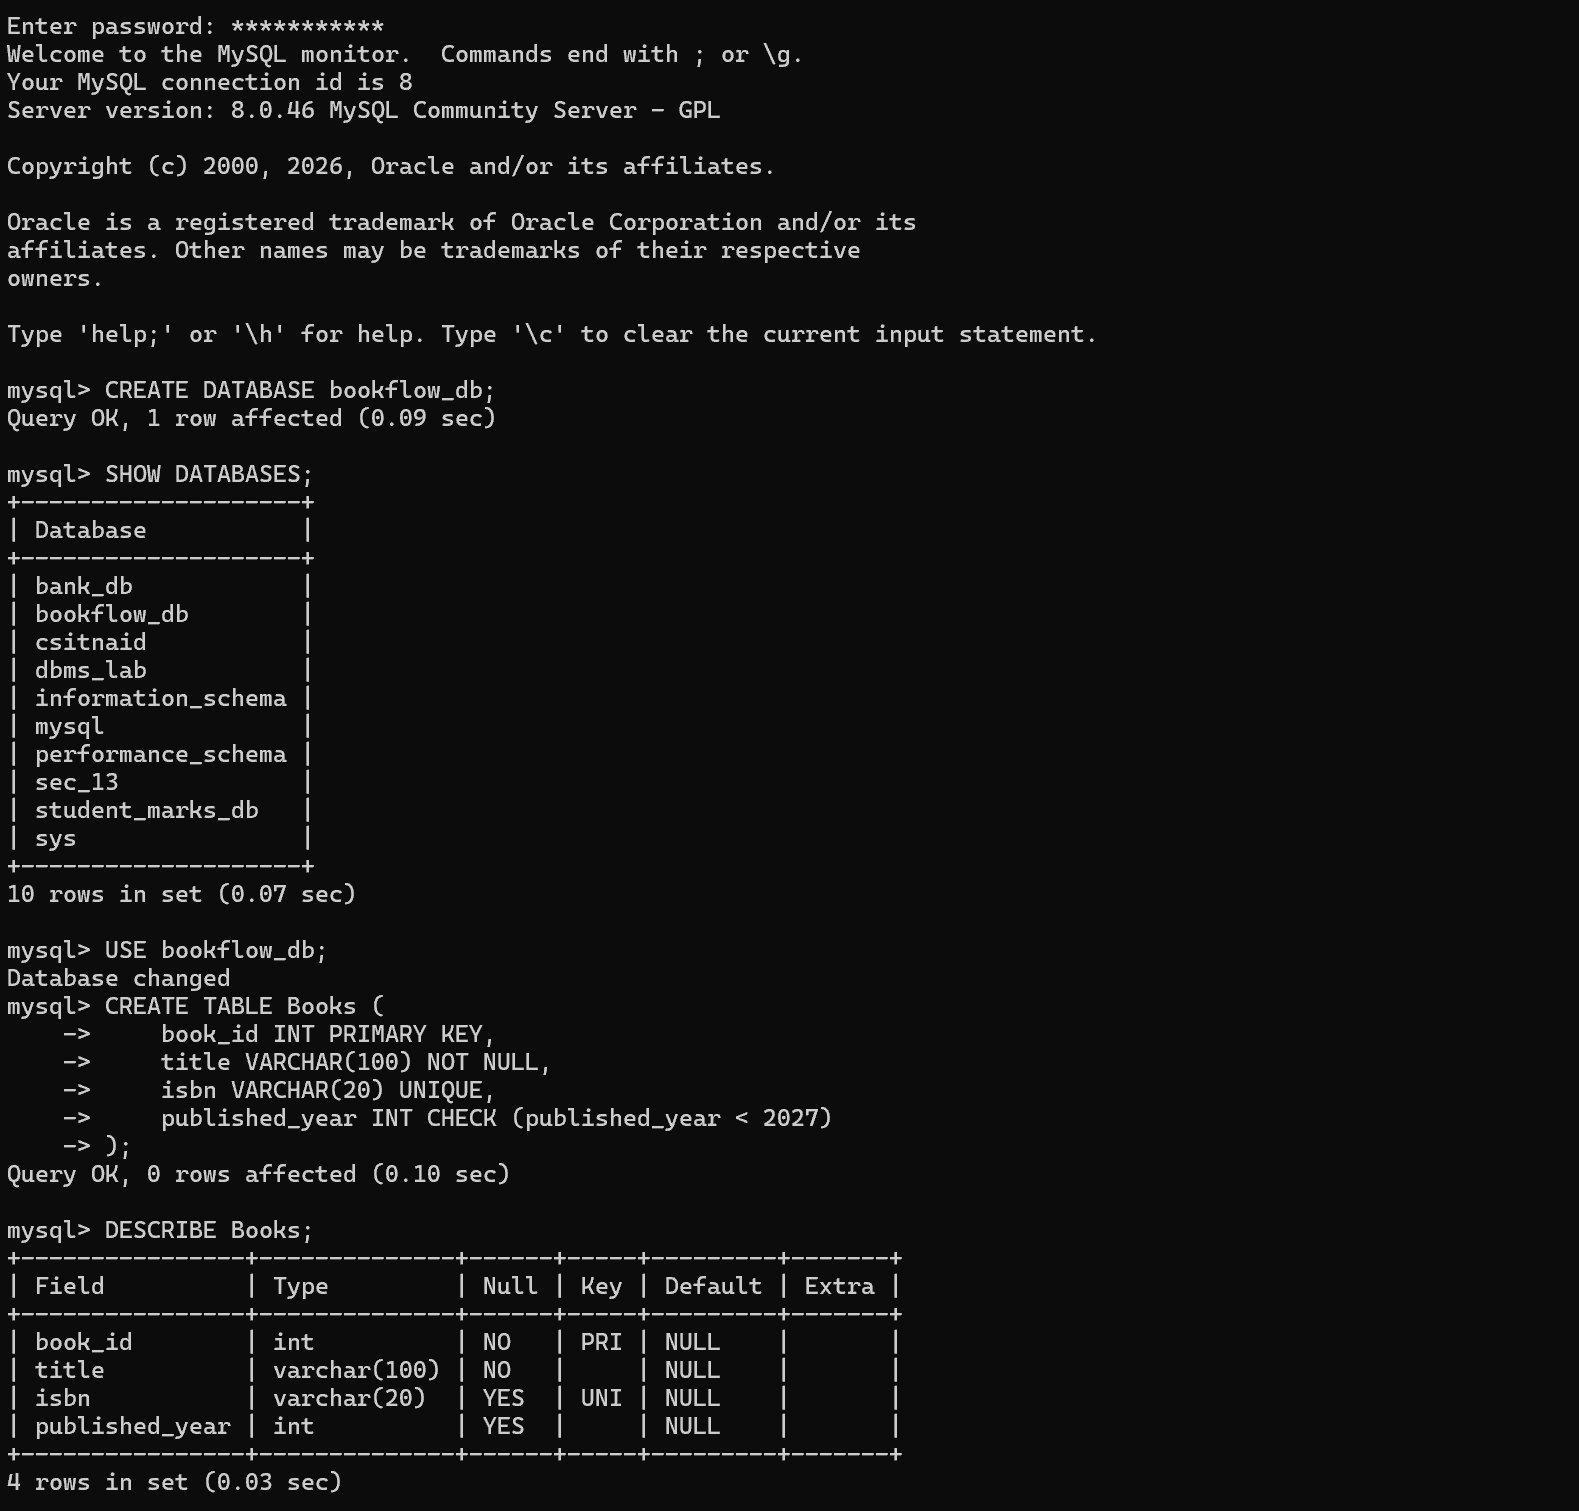 Enter password: ***********
Welcome to the MySQL monitor.  Commands end with ; or \g.
Your MySQL connection id is 8
Server version: 8.0.46 MySQL Community Server - GPL

Copyright (c) 2000, 2026, Oracle and/or its affiliates.

Oracle is a registered trademark of Oracle Corporation and/or its
affiliates. Other names may be trademarks of their respective
owners.

Type 'help;' or '\h' for help. Type '\c' to clear the current input statement.

mysql> CREATE DATABASE bookflow_db;
Query OK, 1 row affected (0.09 sec)

mysql> SHOW DATABASES;
+--------------------+
| Database           |
+--------------------+
| bank_db            |
| bookflow_db        |
| csitnaid           |
| dbms_lab           |
| information_schema |
| mysql              |
| performance_schema |
| sec_13             |
| student_marks_db   |
| sys                |
+--------------------+
10 rows in set (0.07 sec)

mysql> USE bookflow_db;
Database changed
mysql> CREATE TABLE Books (
    ->     book_id INT PRIMARY KEY,
    ->     title VARCHAR(100) NOT NULL,
    ->     isbn VARCHAR(20) UNIQUE,
    ->     published_year INT CHECK (published_year < 2027)
    -> );
Query OK, 0 rows affected (0.10 sec)

mysql> DESCRIBE Books;
+----------------+--------------+------+-----+---------+-------+
| Field          | Type         | Null | Key | Default | Extra |
+----------------+--------------+------+-----+---------+-------+
| book_id        | int          | NO   | PRI | NULL    |       |
| title          | varchar(100) | NO   |     | NULL    |       |
| isbn           | varchar(20)  | YES  | UNI | NULL    |       |
| published_year | int          | YES  |     | NULL    |       |
+----------------+--------------+------+-----+---------+-------+
4 rows in set (0.03 sec)